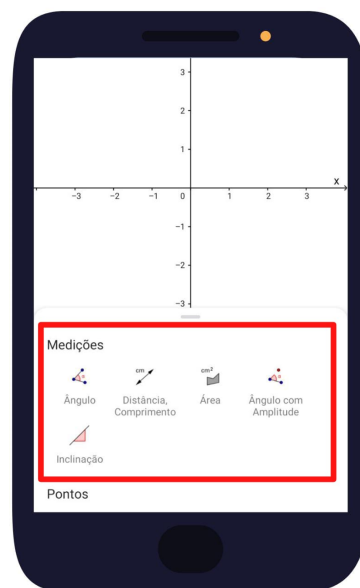 3
2
1
x
-3 -2 -1 0 1 2 3
-1
-2
-3
Medições
cm cm²
Ângulo Distância, Comprimento Área Ângulo com Amplitude
Inclinação
Pontos